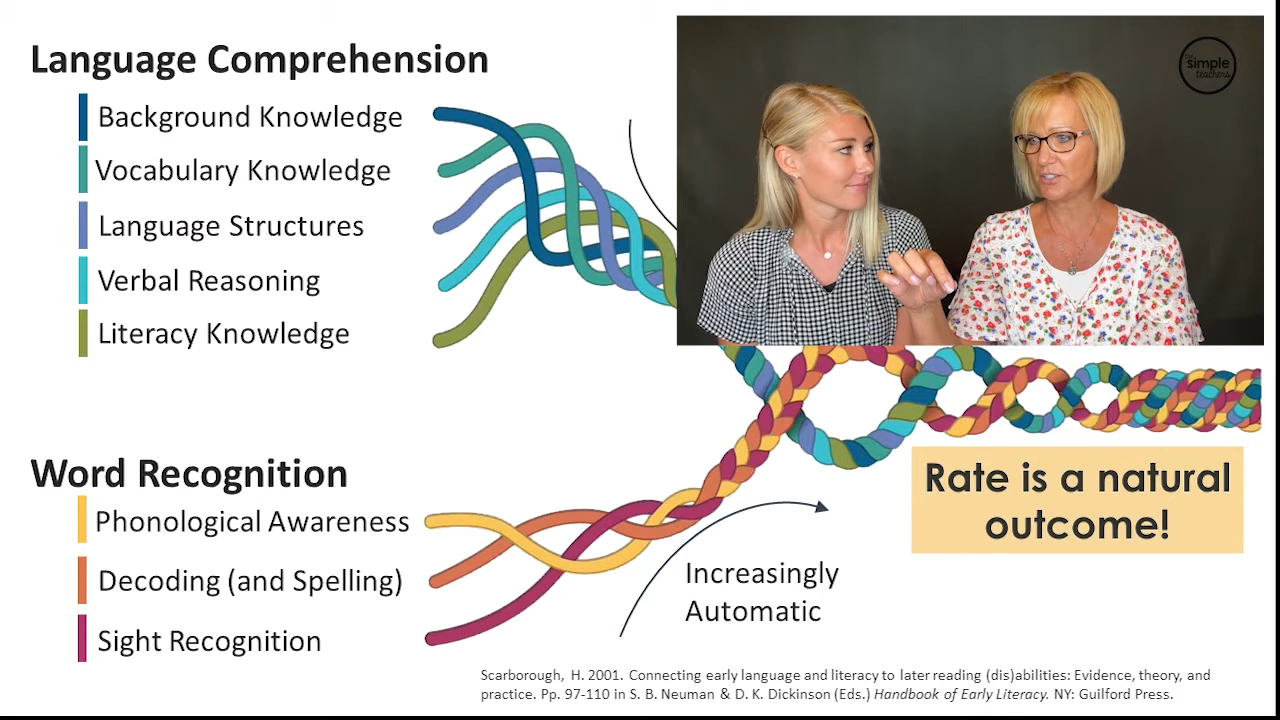 Language Comprehension
Background Knowledge
Vocabulary Knowledge
Language Structures
Verbal Reasoning
Literacy Knowledge
simple
teachers
Word Recognition
Phonological Awareness
Decoding (and Spelling)
Sight Recognition
Increasingly
Automatic
Rate is a natural
outcome!
Scarborough, H. 2001. Connecting early language and literacy to later reading (dis)abilities: Evidence, theory, and
practice. Pp. 97-110 in S. B. Neuman & D. K. Dickinson (Eds.) Handbook of Early Literacy. NY: Guilford Press.